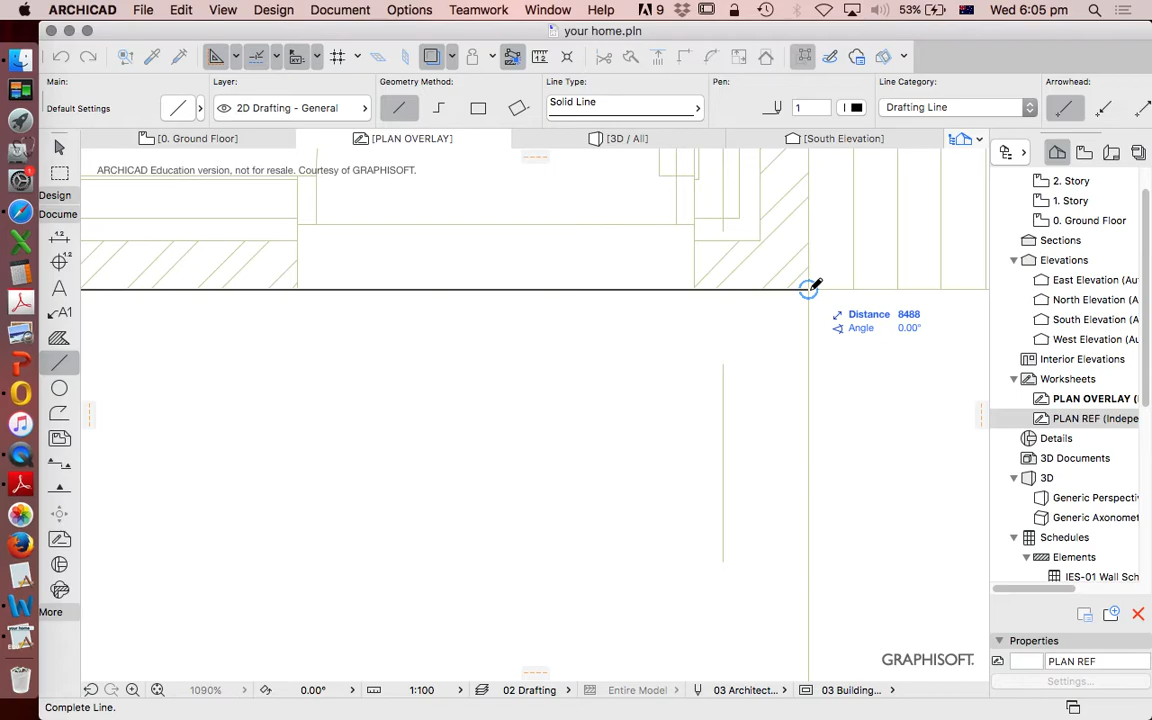 ARCHICAD File Edit View Design Document Options Teamwork Window Help 9 53% Wed 6:05 pm
your home.pln
Main: Layer: Geometry Method: Line Type: Pen: Line Category: Arrowhead:
Default Settings 2D Drafting - General Solid Line 1 Drafting Line
[0. Ground Floor] [PLAN OVERLAY] [3D / All] [South Elevation]
ARCHICAD Education version, not for resale. Courtesy of GRAPHISOFT.
Design
Docume
1.2
1.2
A
A1
More
Distance 8488
Angle 0.00°
2. Story
1. Story
0. Ground Floor
Sections
Elevations
East Elevation (Au
North Elevation (A
South Elevation (A
West Elevation (Au
Interior Elevations
Worksheets
PLAN OVERLAY (
PLAN REF (Indepe
Details
3D Documents
3D
Generic Perspecti
Generic Axonomet
Schedules
Elements
IES-01 Wall Sch
Properties
PLAN REF
Settings...
GRAPHISOFT.
1090% 0.00° 1:100 02 Drafting Entire Model 03 Architect... 03 Building...
Complete Line.